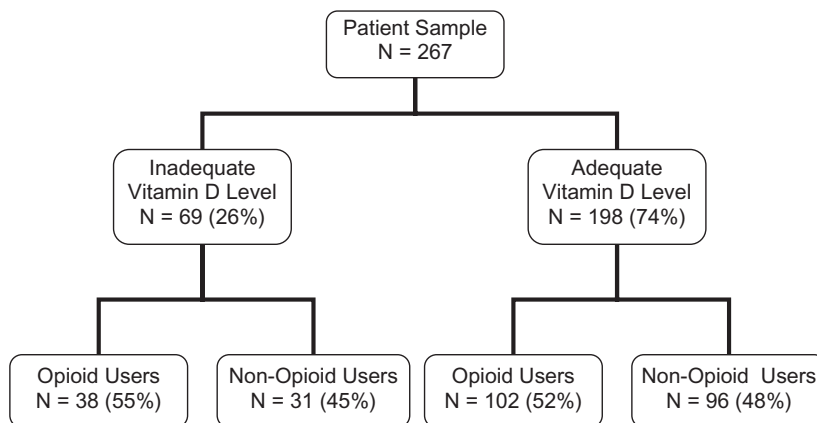 Patient Sample
N = 267
Inadequate
Vitamin D Level
N = 69 (26%)
Adequate
Vitamin D Level
N = 198 (74%)
Opioid Users
N = 38 (55%)
Non-Opioid Users
N = 31 (45%)
Opioid Users
N = 102 (52%)
Non-Opioid Users
N = 96 (48%)